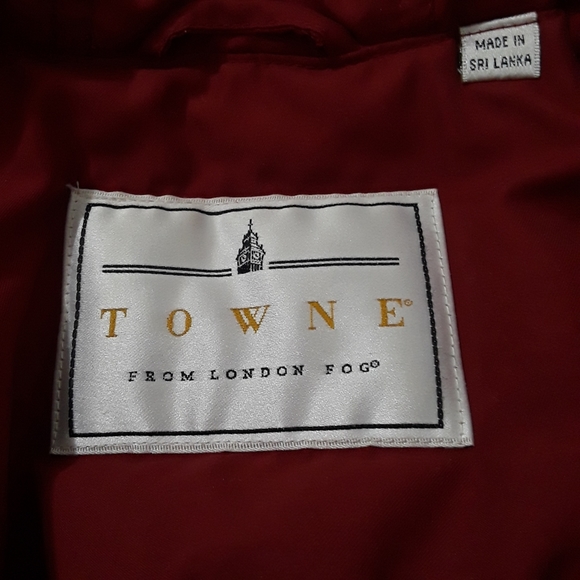 MADE IN
SRI LANKA
TOWNE®
FROM LONDON FOG®